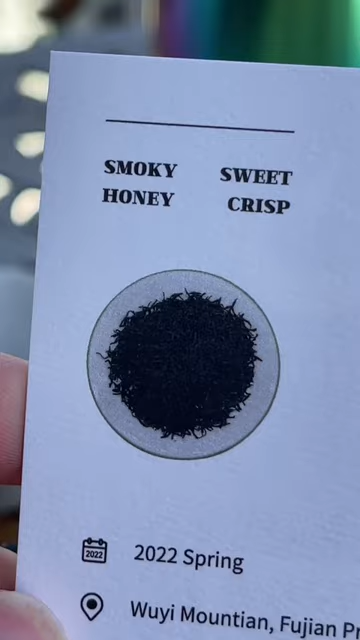 SMOKY SWEET
HONEY CRISP
2022
2022 Spring
Wuyi Mountian, Fujian